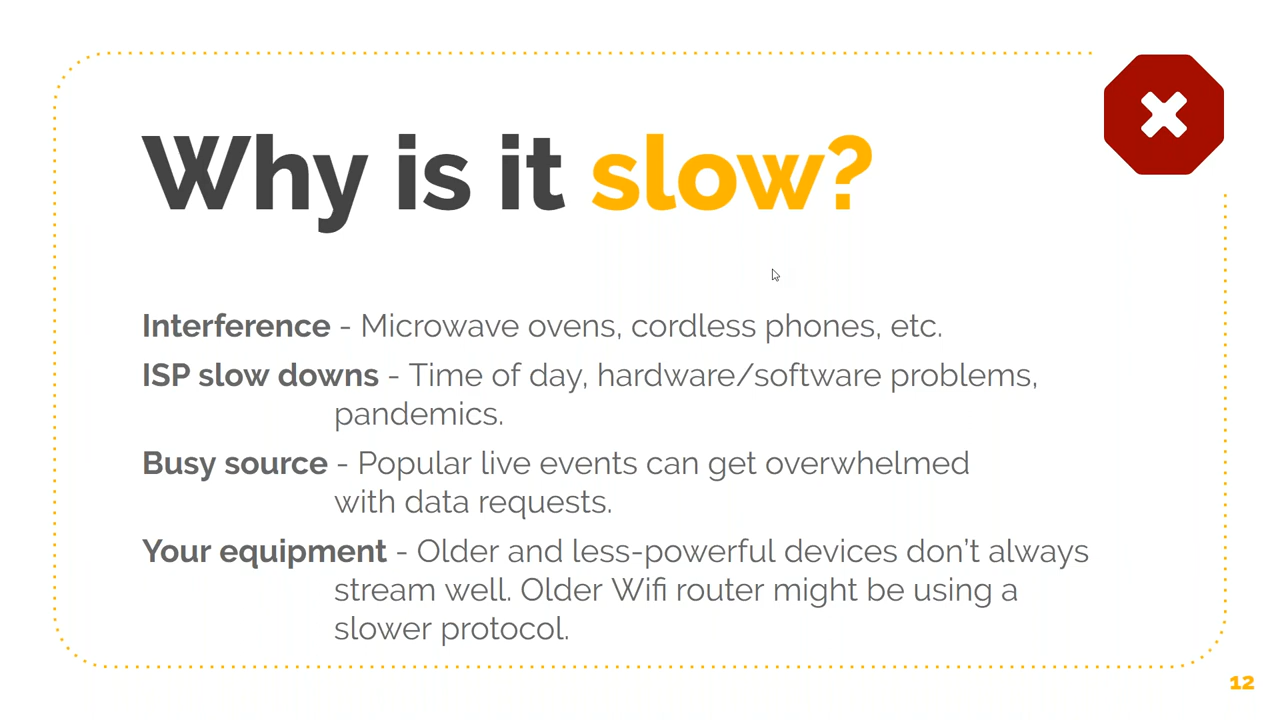 Why is it slow?
Interference - Microwave ovens, cordless phones, etc.
ISP slow downs - Time of day, hardware/software problems,
pandemics.
Busy source - Popular live events can get overwhelmed
with data requests.
Your equipment - Older and less-powerful devices don’t always
stream well. Older Wifi router might be using a
slower protocol.
12